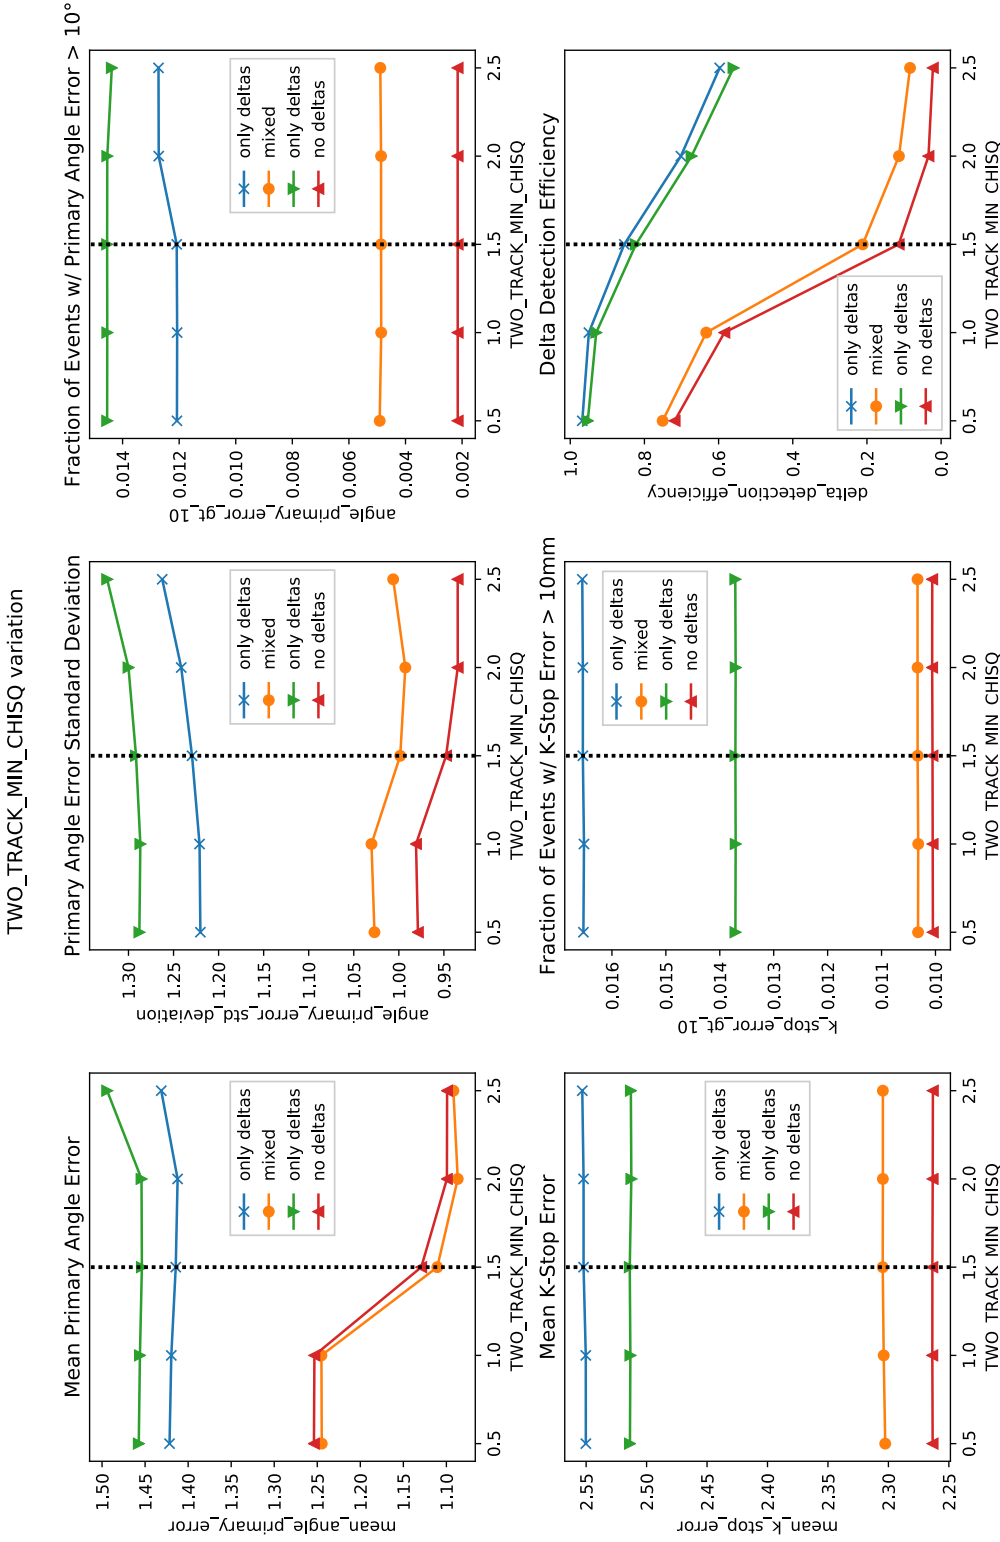 TWO_TRACK_MIN_CHISQ variation
Mean Primary Angle Error
mean_angle_primary_error
1.50
1.45
1.40
1.35
1.30
1.25
1.20
1.15
1.10
only deltas
mixed
only deltas
no deltas
0.5 1.0 1.5 2.0 2.5
TWO_TRACK_MIN_CHISQ
Primary Angle Error Standard Deviation
angle_primary_error_std_deviation
1.30
1.25
1.20
1.15
1.10
1.05
1.00
0.95
only deltas
mixed
only deltas
no deltas
0.5 1.0 1.5 2.0 2.5
TWO_TRACK_MIN_CHISQ
Fraction of Events w/ Primary Angle Error > 10°
angle_primary_error_gt_10
0.014
0.012
0.010
0.008
0.006
0.004
0.002
only deltas
mixed
only deltas
no deltas
0.5 1.0 1.5 2.0 2.5
TWO_TRACK_MIN_CHISQ
Mean K-Stop Error
mean_k_stop_error
2.55
2.50
2.45
2.40
2.35
2.30
2.25
only deltas
mixed
only deltas
no deltas
0.5 1.0 1.5 2.0 2.5
TWO_TRACK_MIN_CHISQ
Fraction of Events w/ K-Stop Error > 10mm
k_stop_error_gt_10
0.016
0.015
0.014
0.013
0.012
0.011
0.010
only deltas
mixed
only deltas
no deltas
0.5 1.0 1.5 2.0 2.5
TWO_TRACK_MIN_CHISQ
Delta Detection Efficiency
delta_detection_efficiency
1.0
0.8
0.6
0.4
0.2
0.0
only deltas
mixed
only deltas
no deltas
0.5 1.0 1.5 2.0 2.5
TWO_TRACK_MIN_CHISQ